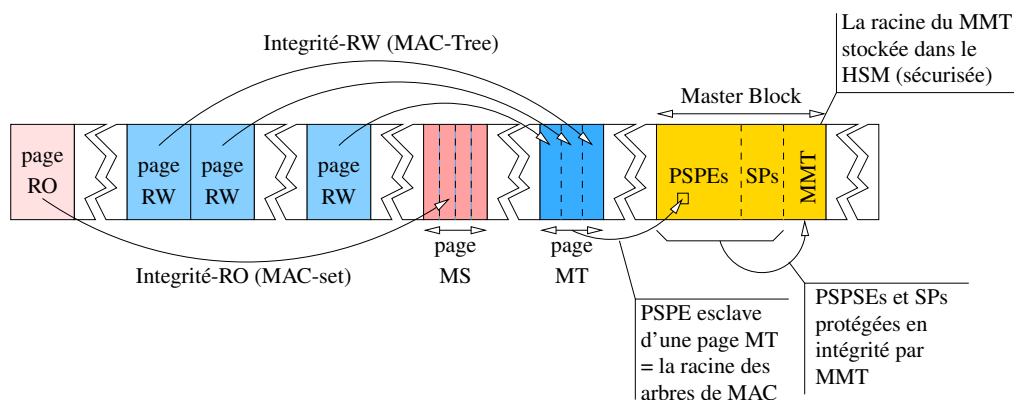 La racine du MMT
stockée dans le
HSM (sécurisée)
Integrité-RW (MAC-Tree)
Master Block
page
RO
page
RW
page
RW
page
RW
PSPEs
SPs
MMT
Integrité-RO (MAC-set)
page
MS
page
MT
PSPE esclave
d'une page MT
= la racine des
arbres de MAC
PSPSEs et SPs
protégées en
intégrité par
MMT